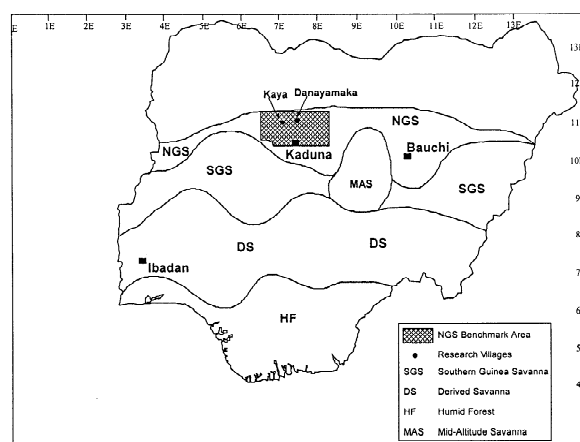 E 3E 4E 5E 6E 7E 8E 9E 10E 11E 12E 13E
13
12
11
10
9
8
7
6
5
4
Kaya Danayamaka
NGS
NGS
Kaduna
Bauchi
SGS
MAS
SGS
DS DS
Ibadan
HF
NGS Benchmark Area
Research Villages
SGS Southern Guinea Savanna
DS Derived Savanna
HF Humid Forest
MAS Mid-Altitude Savanna